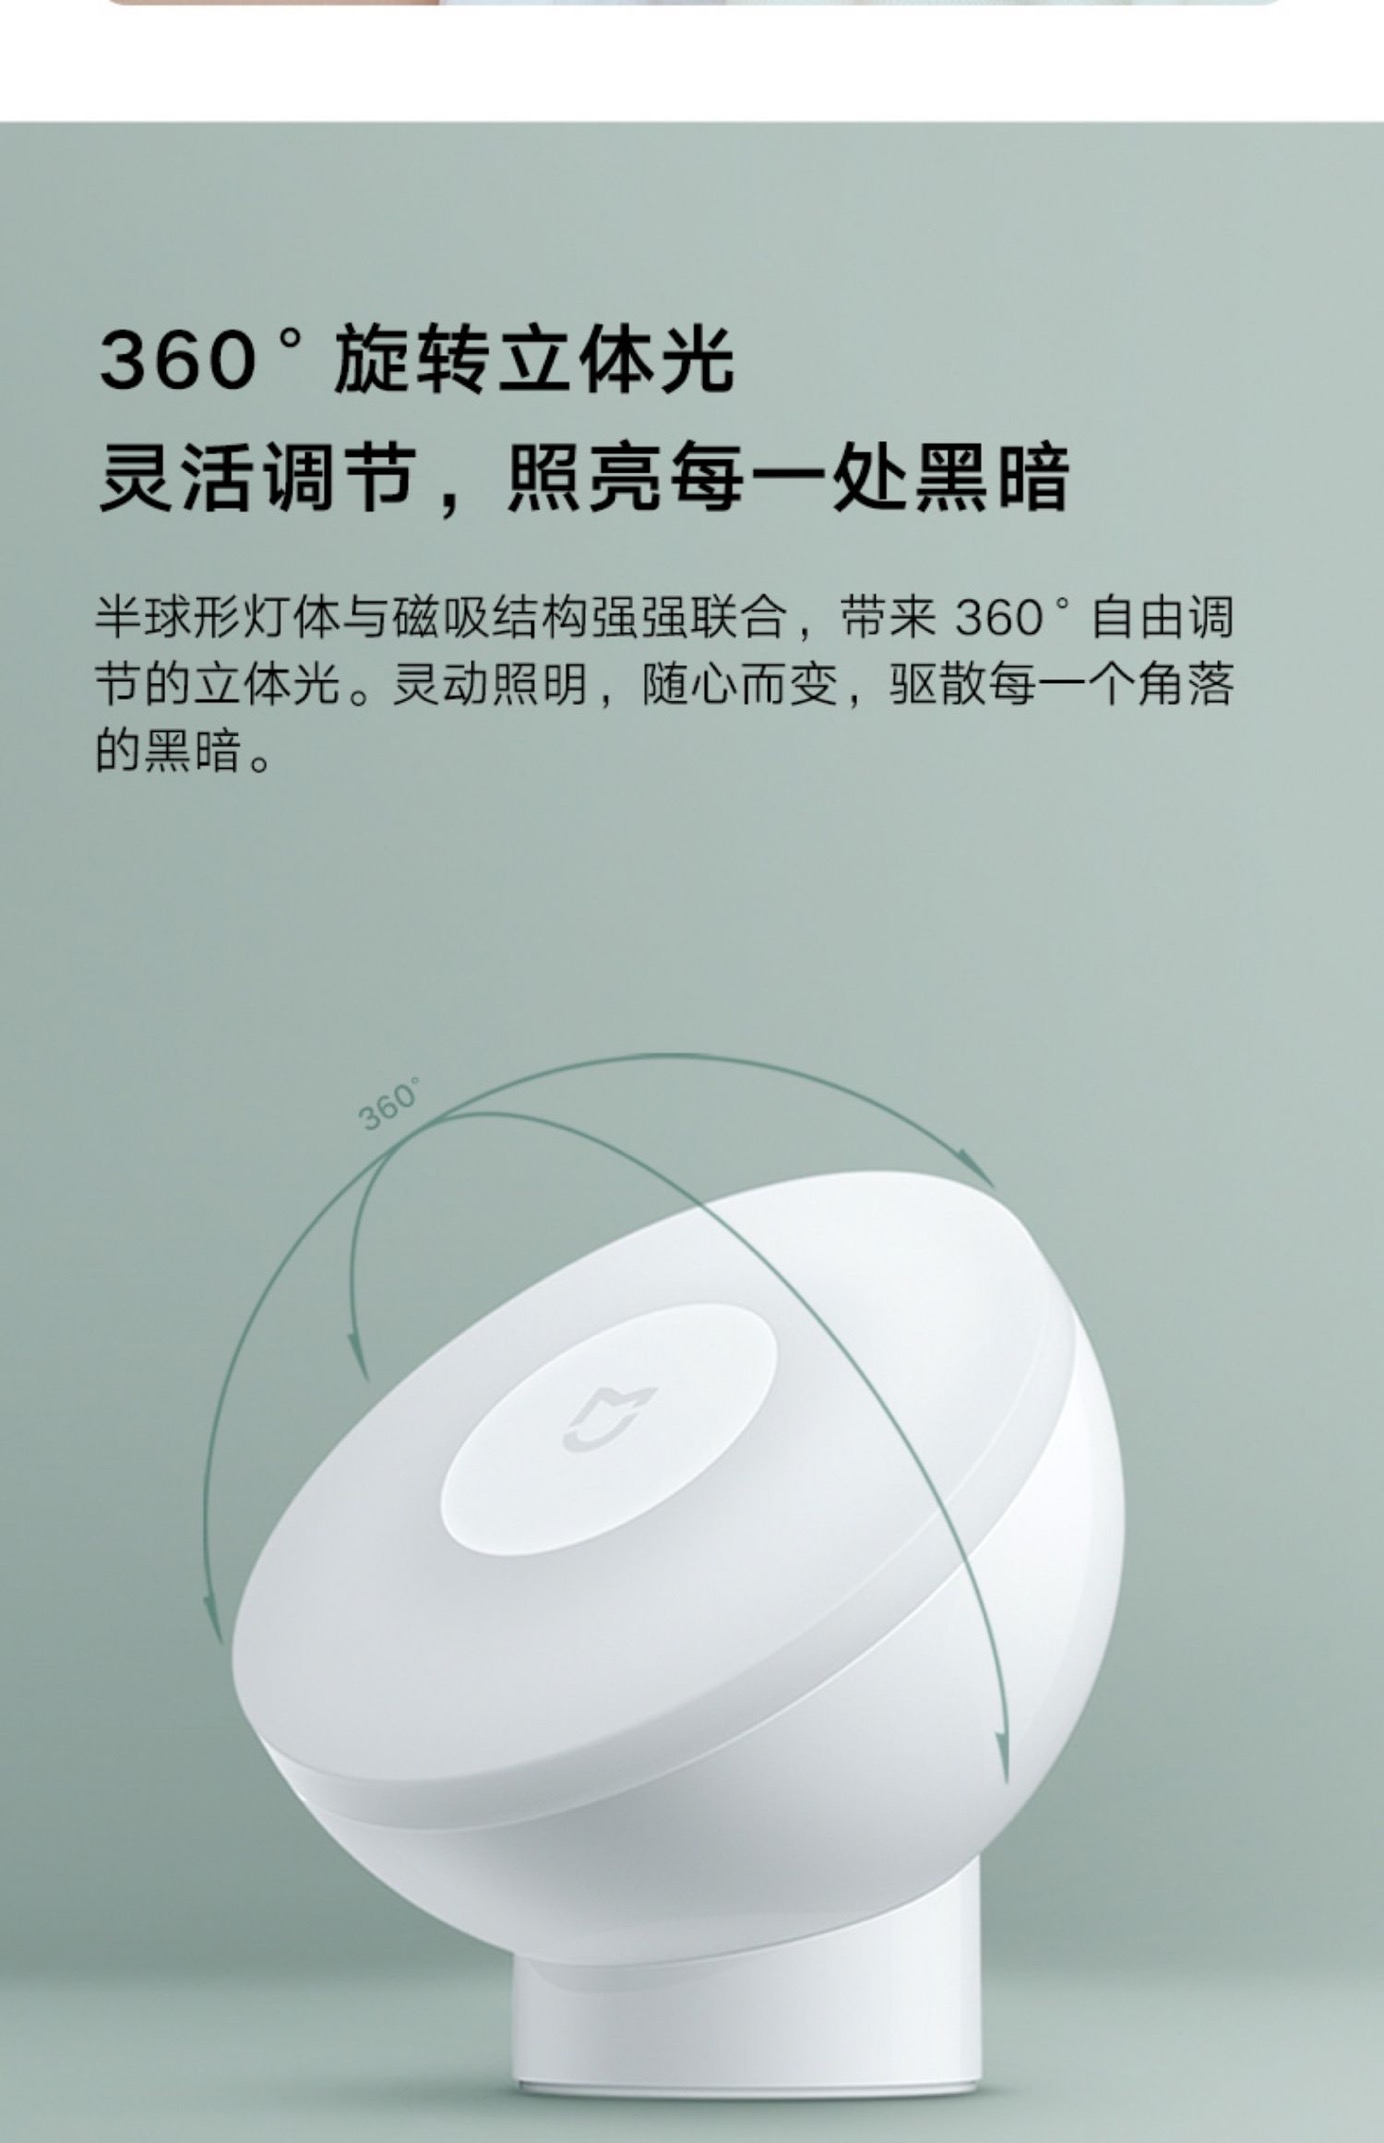 360° 旋转立体光
灵活调节，照亮每一处黑暗
半球形灯体与磁吸结构强强联合，带来 360° 自由调
节的立体光。灵动照明，随心而变，驱散每一个角落
的黑暗。
360°